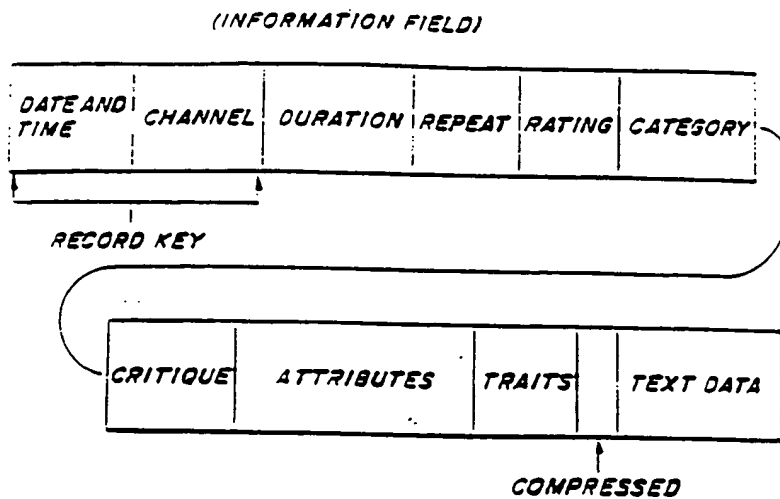 (INFORMATION FIELD)
DATE AND TIME CHANNEL DURATION REPEAT RATING CATEGORY
RECORD KEY
CRITIQUE ATTRIBUTES TRAITS TEXT DATA
COMPRESSED